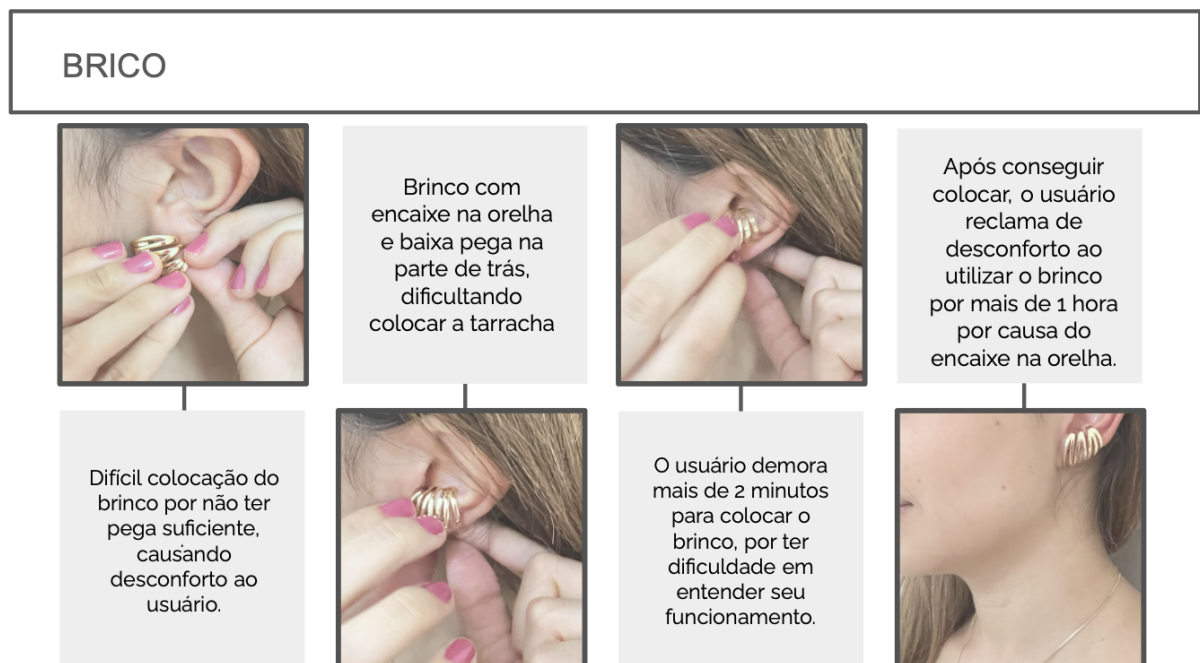 BRICO
Brinco com
encaixe na orelha
e baixa pega na
parte de trás,
dificultando
colocar a tarracha
Após conseguir
colocar, o usuário
reclama de
desconforto ao
utilizar o brinco
por mais de 1 hora
por causa do
encaixe na orelha.
Difícil colocação do
brinco por não ter
pega suficiente,
causando
desconforto ao
usuário.
O usuário demora
mais de 2 minutos
para colocar o
brinco, por ter
dificuldade em
entender seu
funcionamento.